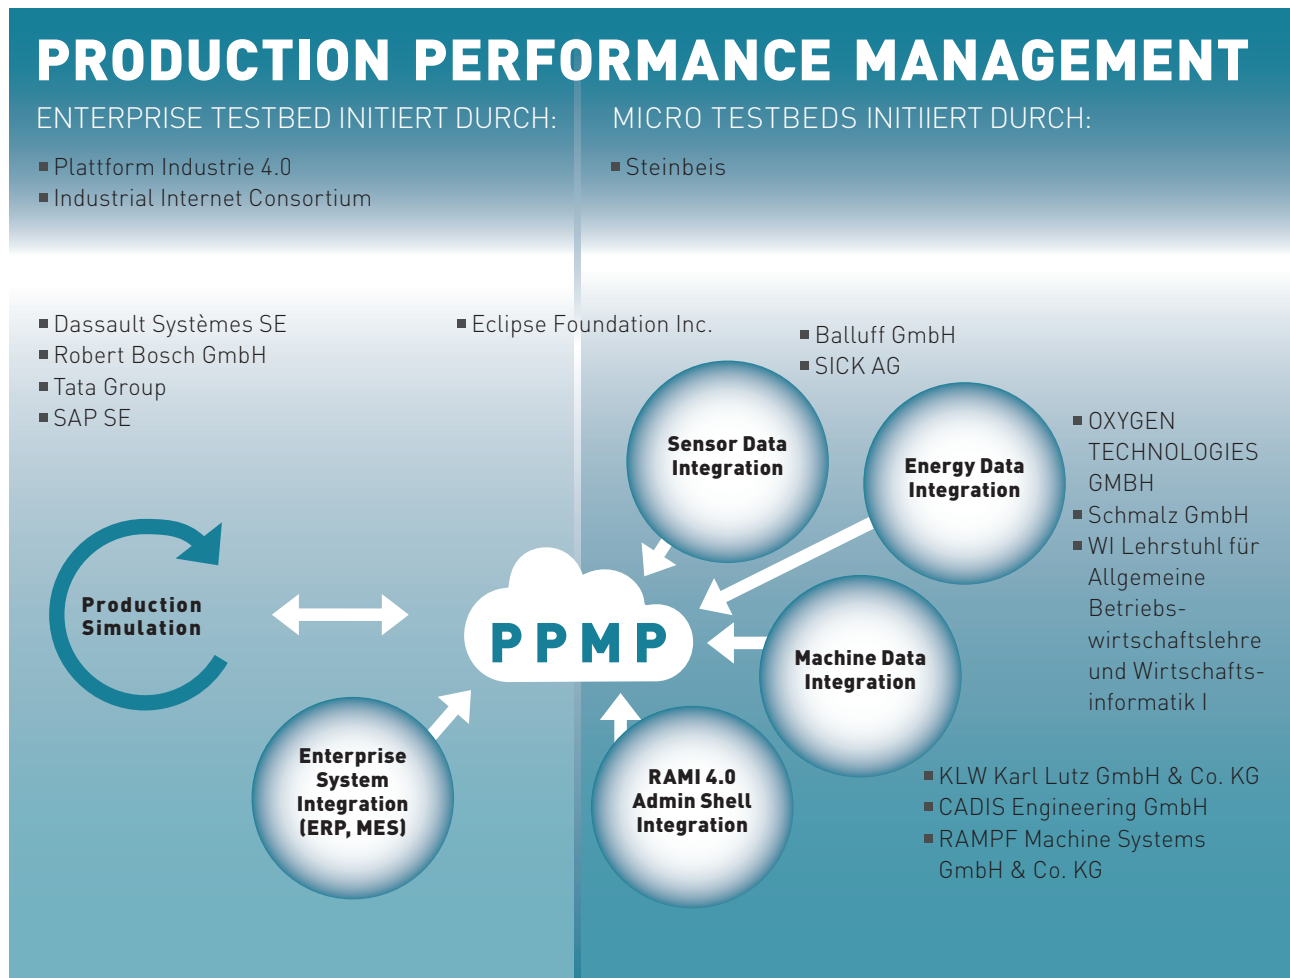 PRODUCTION PERFORMANCE MANAGEMENT
ENTERPRISE TESTBED INITIERT DURCH:
▪ Plattform Industrie 4.0
▪ Industrial Internet Consortium
MICRO TESTBEDS INITIIERT DURCH:
▪ Steinbeis
▪ Dassault Systèmes SE
▪ Robert Bosch GmbH
▪ Tata Group
▪ SAP SE
▪ Eclipse Foundation Inc.
▪ Balluff GmbH
▪ SICK AG
Sensor Data
Integration
Energy Data
Integration
▪ OXYGEN
TECHNOLOGIES
GMBH
▪ Schmalz GmbH
▪ WI Lehrstuhl für
Allgemeine
Betriebs-
wirtschaftslehre
und Wirtschafts-
informatik I
Production
Simulation
PPMP
Machine Data
Integration
Enterprise
System
Integration
(ERP, MES)
RAMI 4.0
Admin Shell
Integration
▪ KLW Karl Lutz GmbH & Co. KG
▪ CADIS Engineering GmbH
▪ RAMPF Machine Systems
GmbH & Co. KG